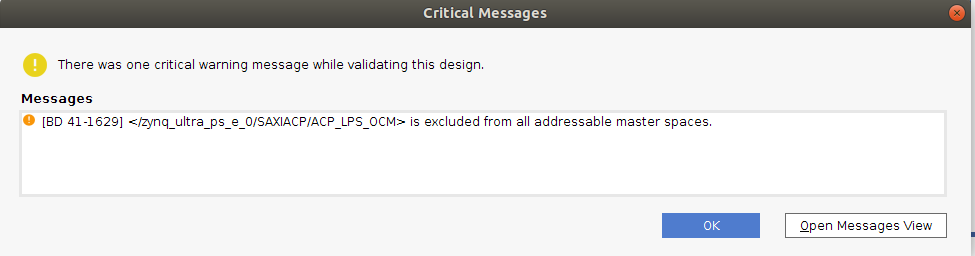 Critical Messages
There was one critical warning message while validating this design.
Messages
[BD 41-1629] </zynq_ultra_ps_e_0/SAXIACP/ACP_LPS_OCM> is excluded from all addressable master spaces.
OK
Open Messages View